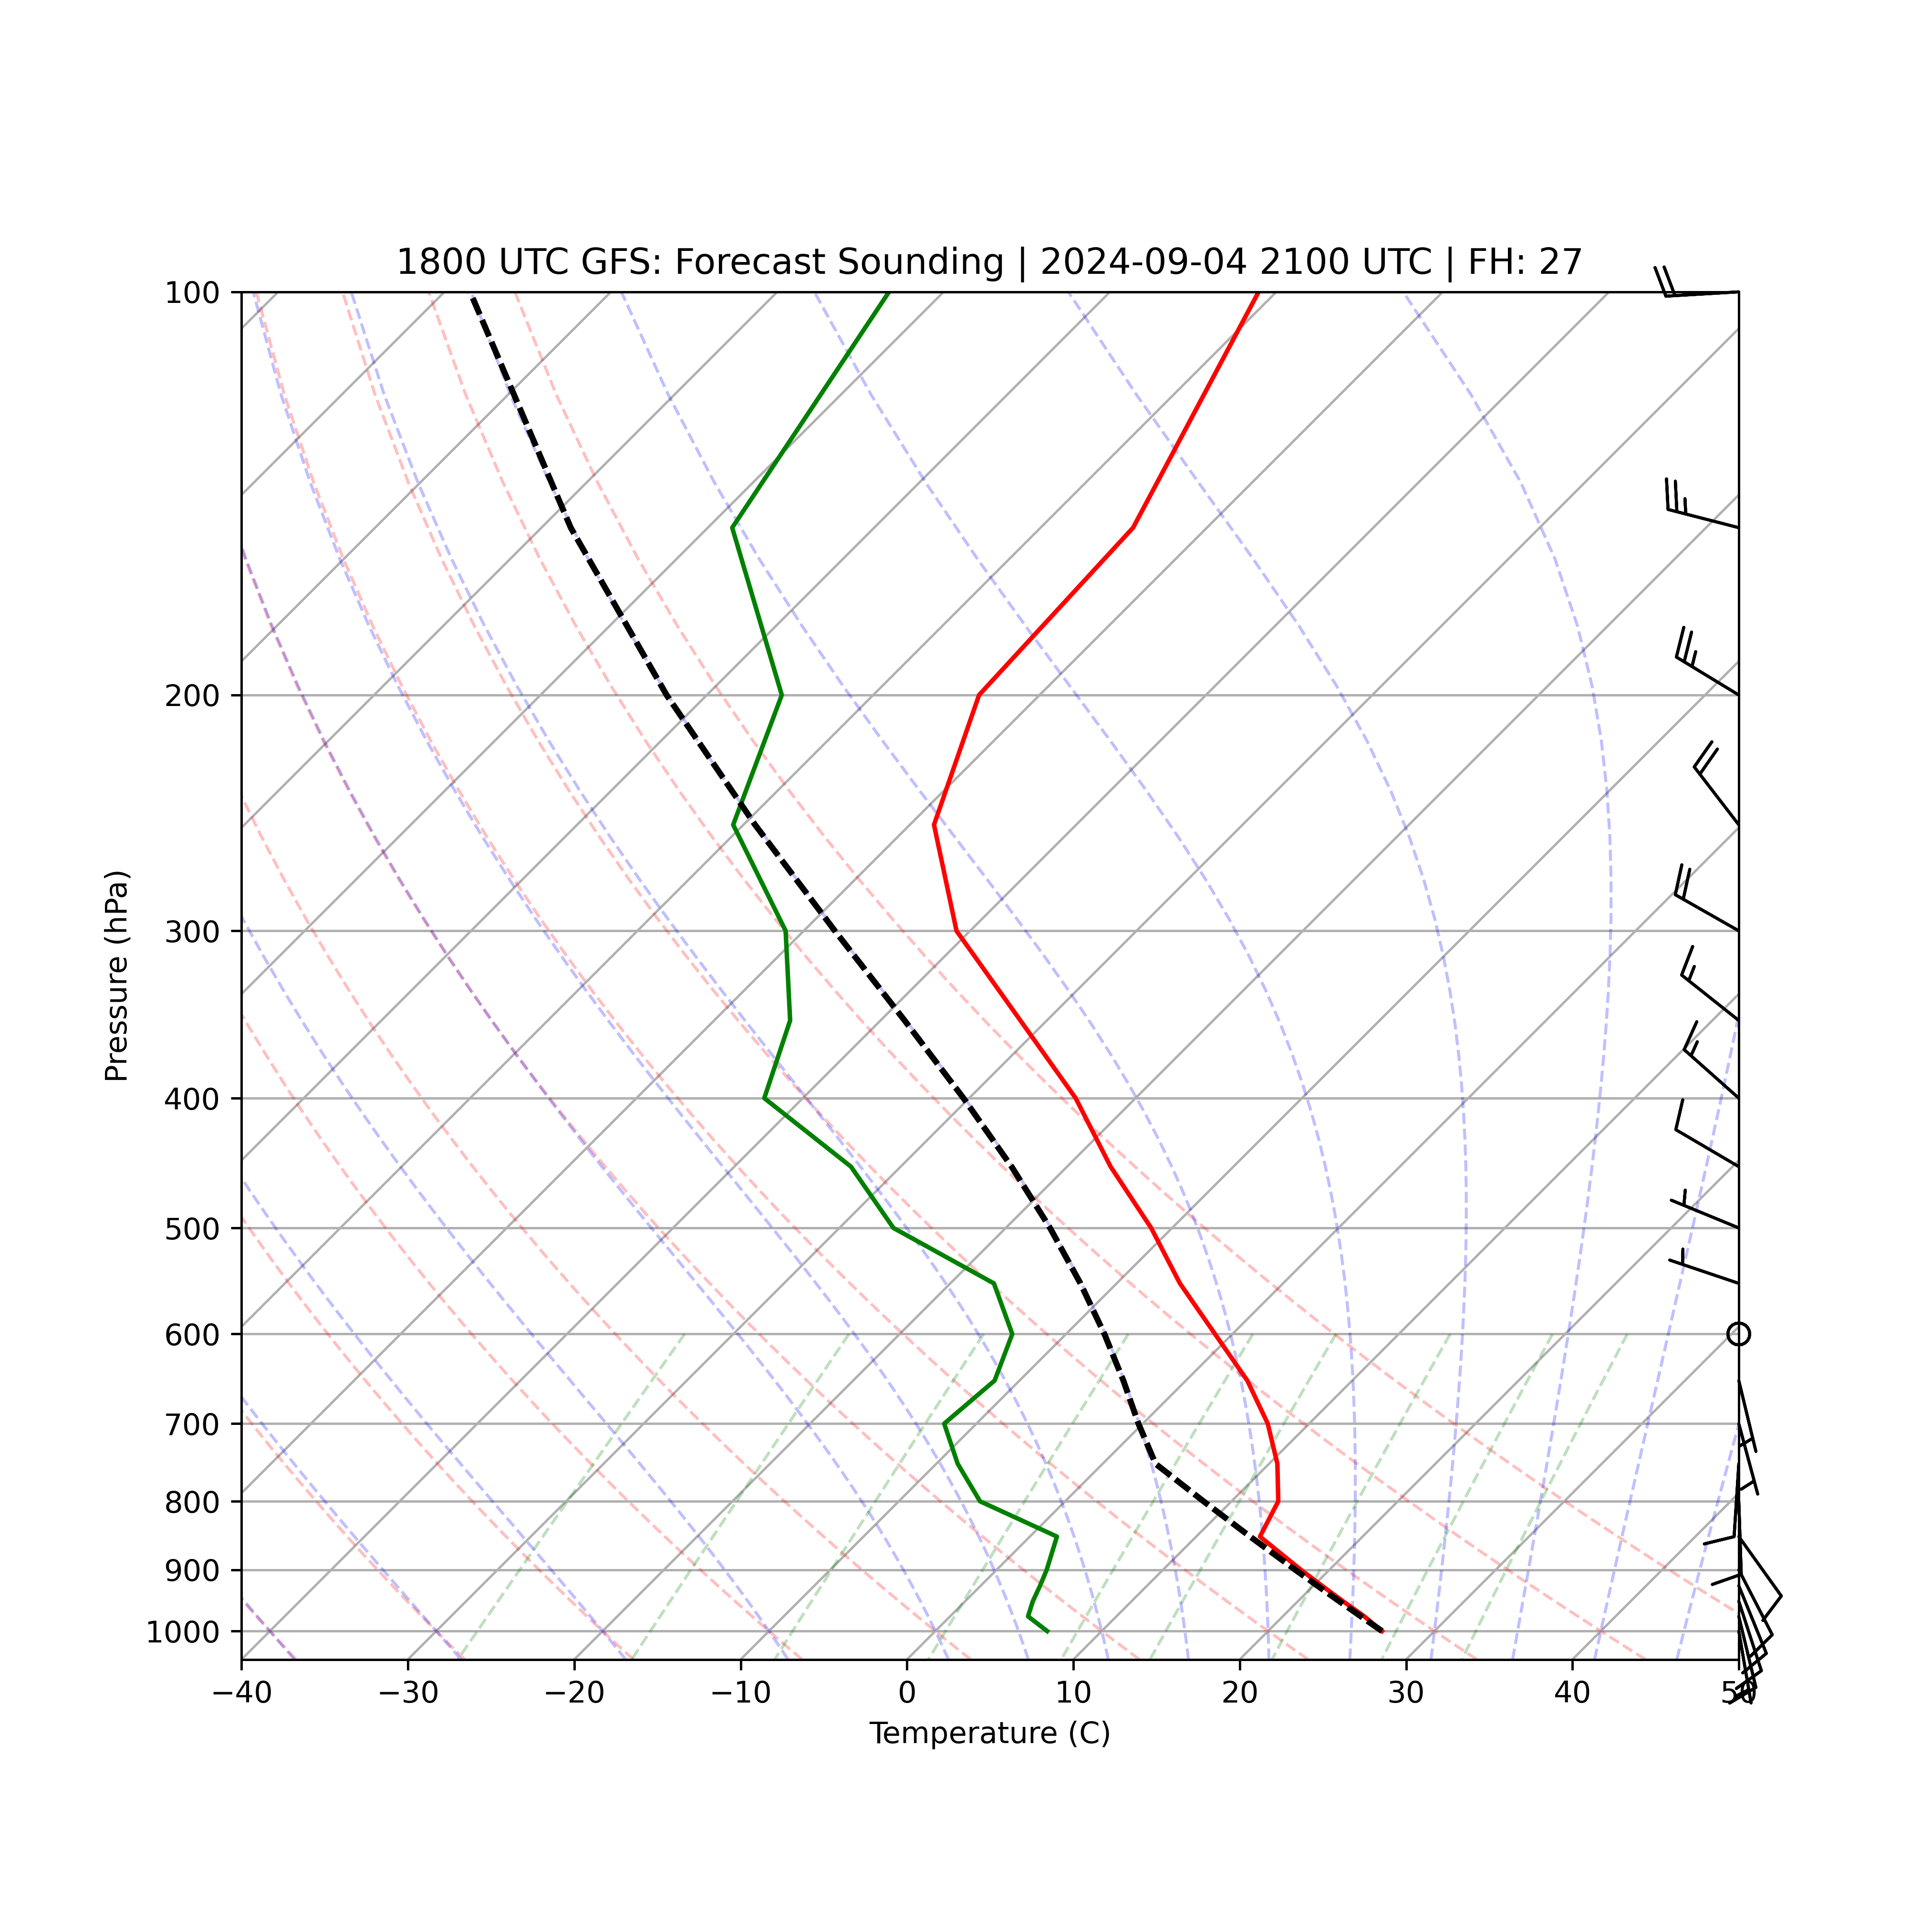 1800 UTC GFS: Forecast Sounding | 2024-09-04 2100 UTC | FH: 27
100
200
300
400
500
600
700
800
900
1000
Pressure (hPa)
−40 −30 −20 −10 0 10 20 30 40 50
Temperature (C)